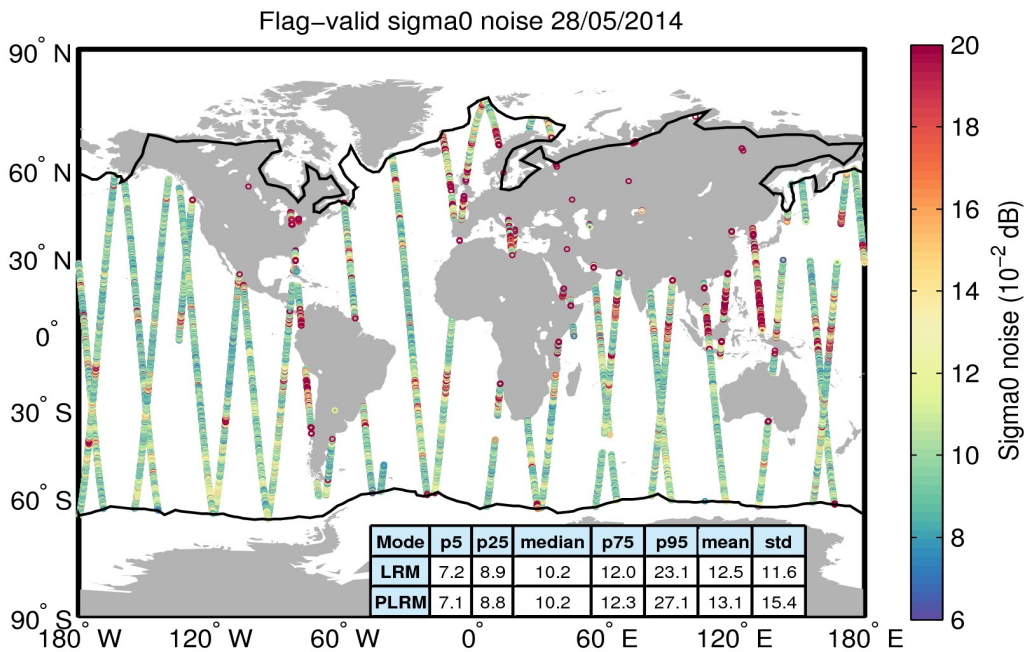 Flag−valid sigma0 noise 28/05/2014
90° N
60° N
30° N
0°
30° S
60° S
90° S
180° W
120° W
60° W
0°
60° E
120° E
180° E
Mode p5 p25 median p75 p95 mean std
LRM 7.2 8.9 10.2 12.0 23.1 12.5 11.6
PLRM 7.1 8.8 10.2 12.3 27.1 13.1 15.4
20
18
16
14
12
10
8
6
Sigma0 noise (10−2 dB)